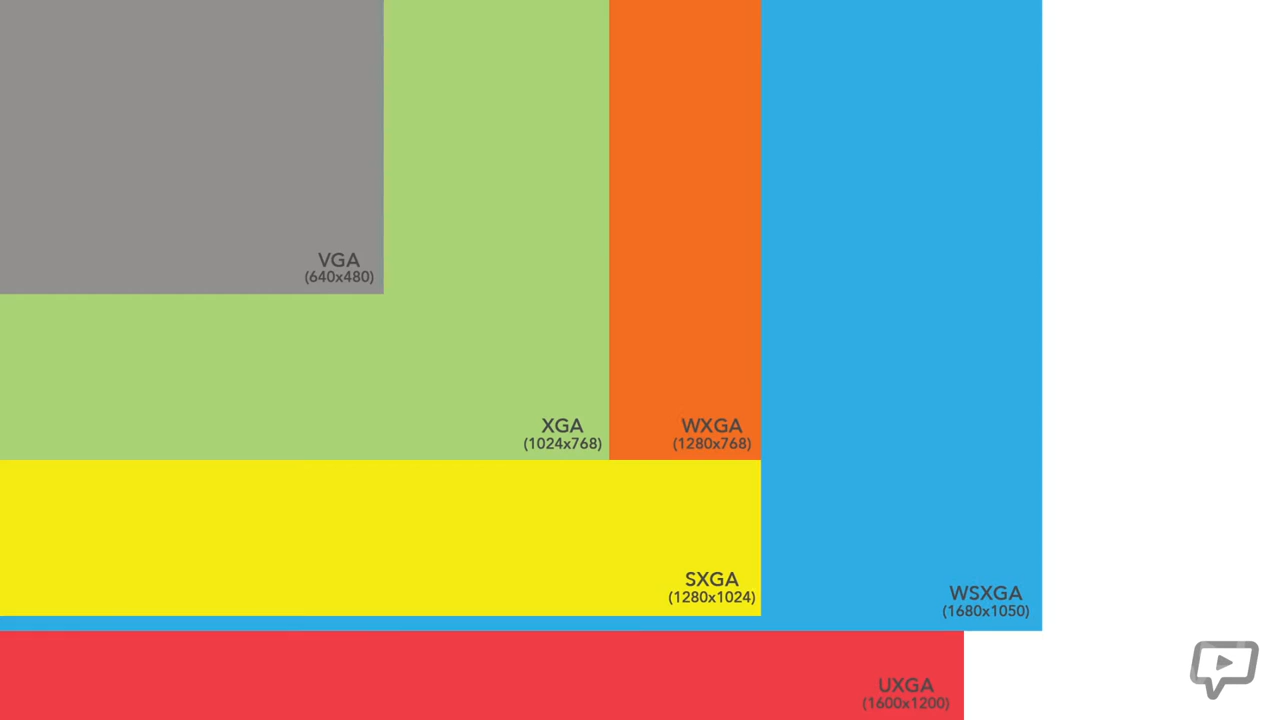 VGA
(640x480)
XGA
(1024x768)
WXGA
(1280x768)
SXGA
(1280x1024)
WSXGA
(1680x1050)
UXGA
(1600x1200)